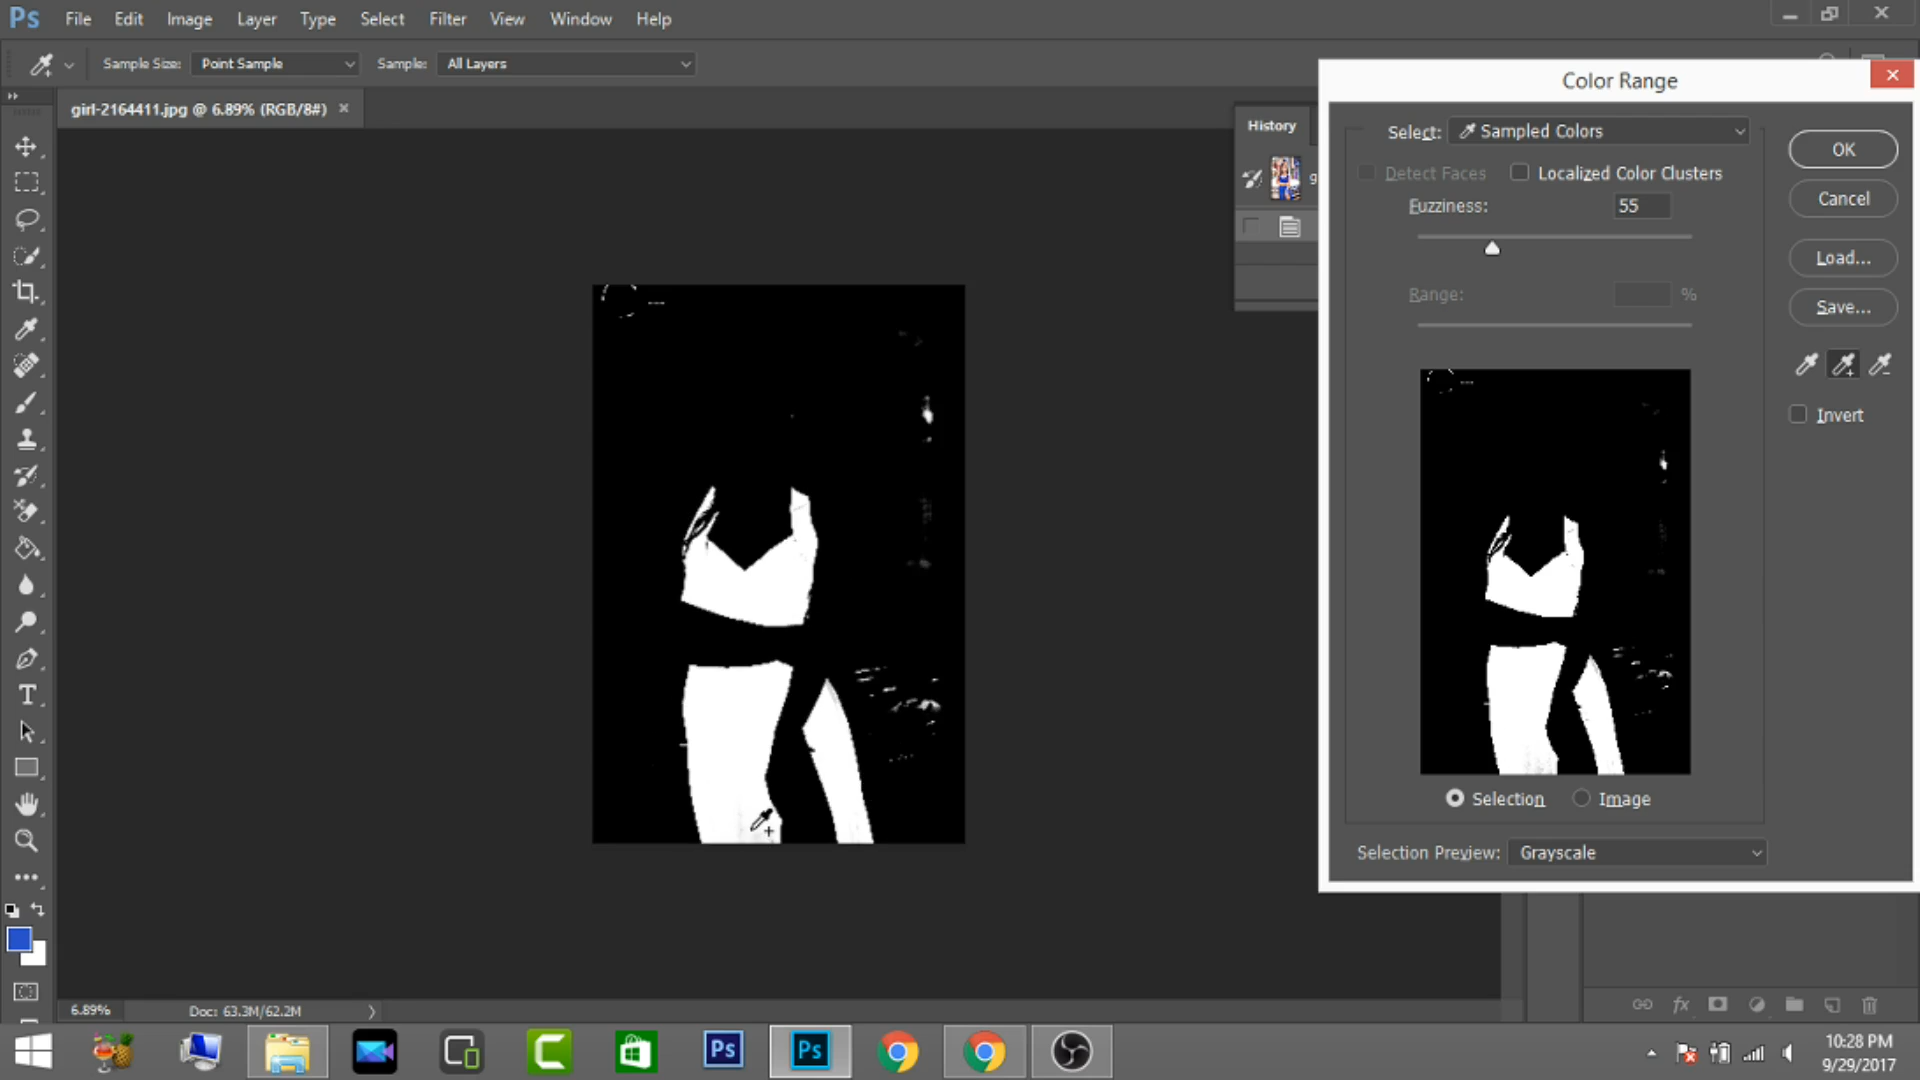 Ps File Edit Image Layer Type Select Filter View Window Help
Sample Size: Point Sample Sample: All Layers
girl-2164411.jpg @ 6.89% (RGB/8#)
History
g
Color Range
Select: Sampled Colors
Detect Faces Localized Color Clusters
Fuzziness: 55
Range: %
OK
Cancel
Load...
Save...
Invert
Selection Image
Selection Preview: Grayscale
T
6.89% Doc: 63.3M/62.2M
fx
C
Ps
Ps
10:28 PM
9/29/2017